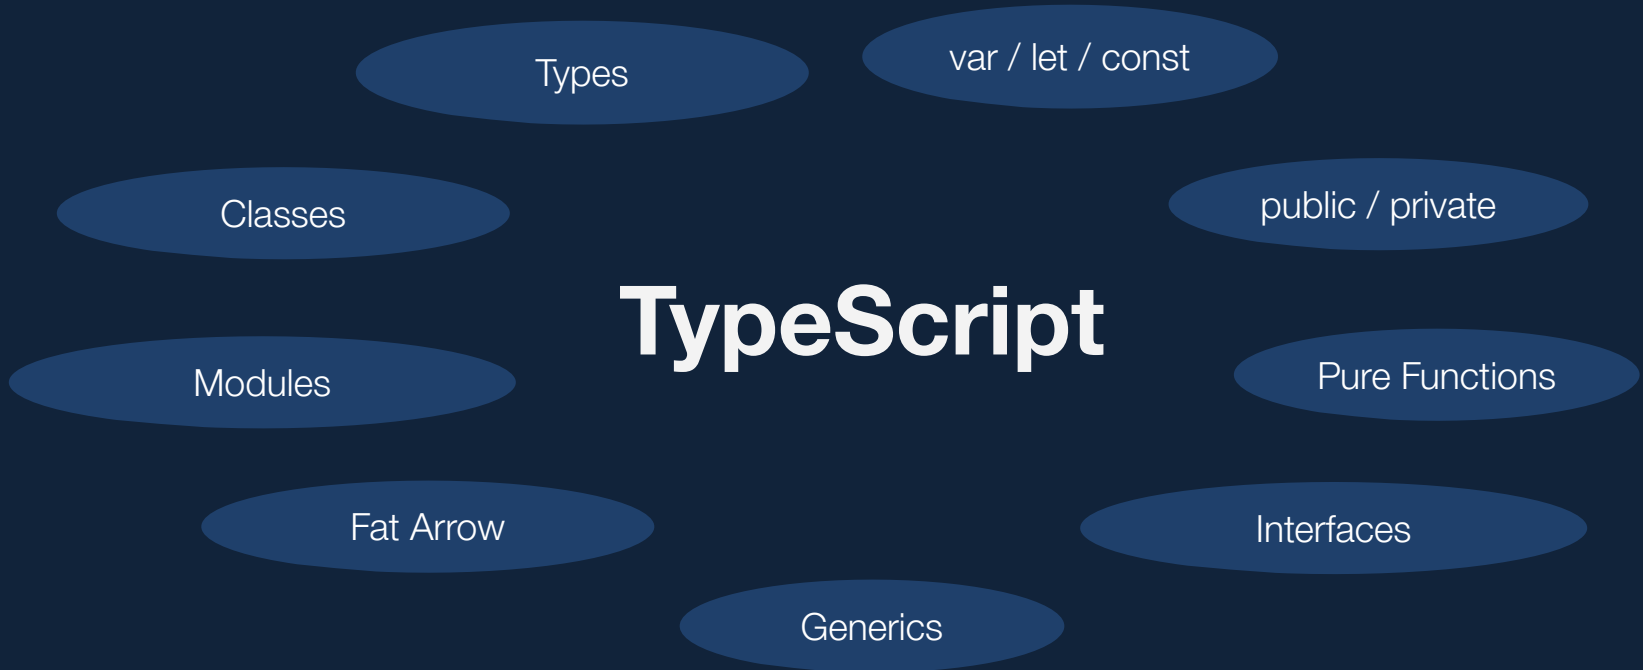 Types
var / let / const
Classes
public / private
TypeScript
Modules
Pure Functions
Fat Arrow
Interfaces
Generics